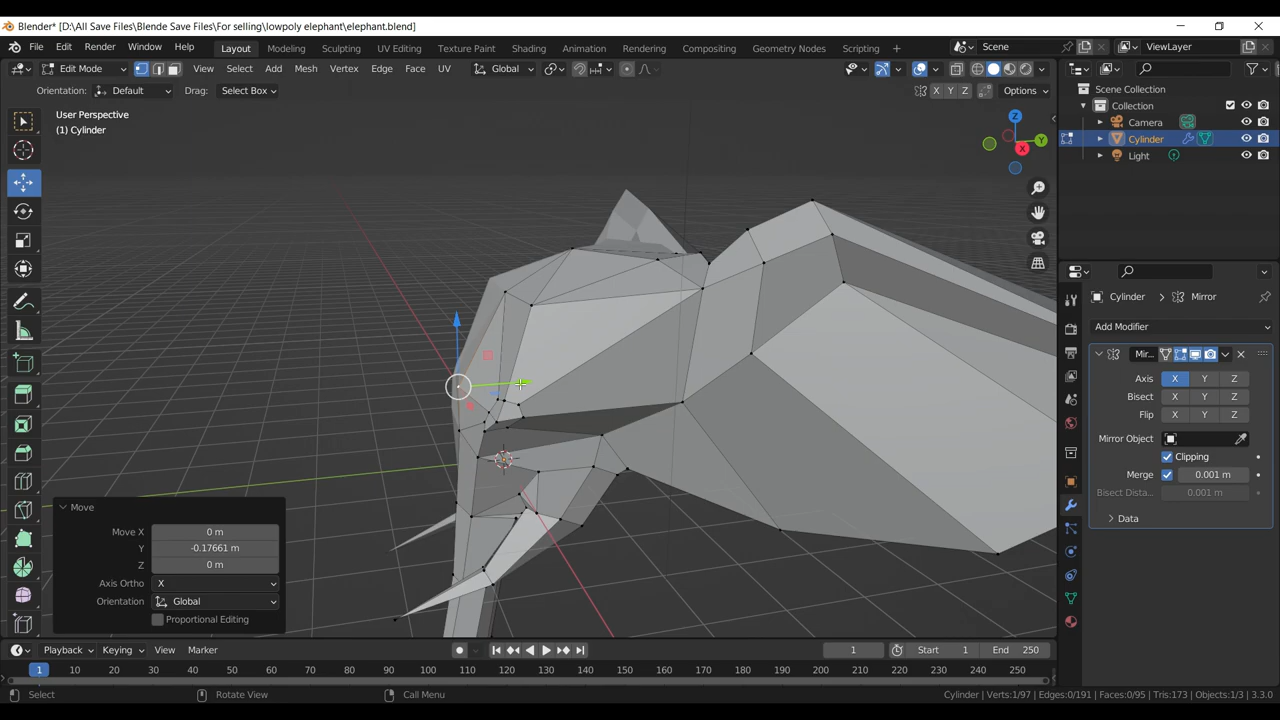 Blender* [D:\All Save Files\Blende Save Files\For selling\lowpoly elephant\elephant.blend]
File Edit Render Window Help Layout Modeling Sculpting UV Editing Texture Paint Shading Animation Rendering Compositing Geometry Nodes Scripting + Scene ViewLayer
Edit Mode View Select Add Mesh Vertex Edge Face UV Global
Orientation: Default Drag: Select Box X Y Z Options
Scene Collection
Collection
Camera
Cylinder
Light
User Perspective
(1) Cylinder
Z
Y
X
Cylinder Mirror
Add Modifier
Mir...
Axis X Y Z
Bisect X Y Z
Flip X Y Z
Mirror Object
Clipping
Merge 0.001 m
Bisect Dista... 0.001 m
Data
Move
Move X 0 m
Y -0.17661 m
Z 0 m
Axis Ortho X
Orientation Global
Proportional Editing
Playback Keying View Marker 1 Start 1 End 250
1 10 20 30 40 50 60 70 80 90 100 110 120 130 140 150 160 170 180 190 200 210 220 230 240 250
Select Rotate View Call Menu Cylinder | Verts:1/97 | Edges:0/191 | Faces:0/95 | Tris:173 | Objects:1/3 | 3.3.0